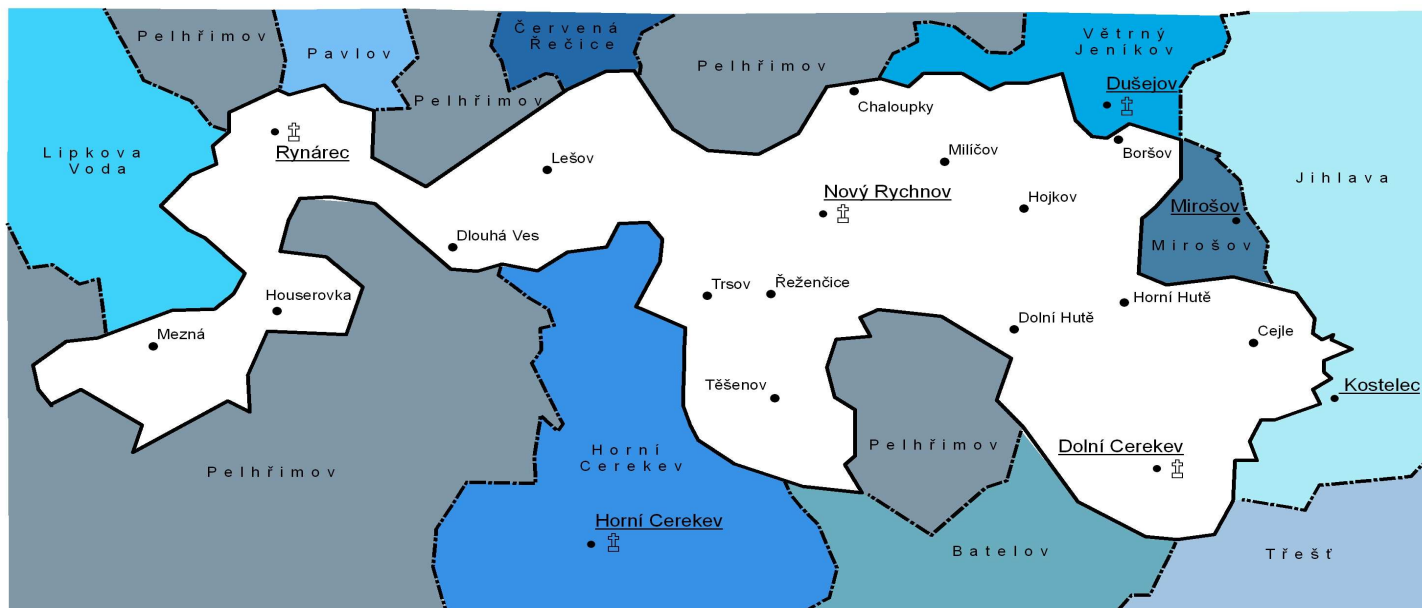 Pelhřimov
Pavlov
Červená
Řečice
Pelhřimov
Větrný
Jeníkov
Pelhřimov
Dušejov
Chaloupky
Lipkova
Voda
Rynárec
Lešov
Milíčov
Boršov
Jihlava
Nový Rychnov
Hojkov
Mirošov
Mirošov
Dlouhá Ves
Houserovka
Trsov
Řeženčice
Horní Hutě
Mezná
Dolní Hutě
Cejle
Těšenov
Kostelec
Pelhřimov
Dolní Cerekev
Horní
Cerekev
Pelhřimov
Horní Cerekev
Batelov
Třešť